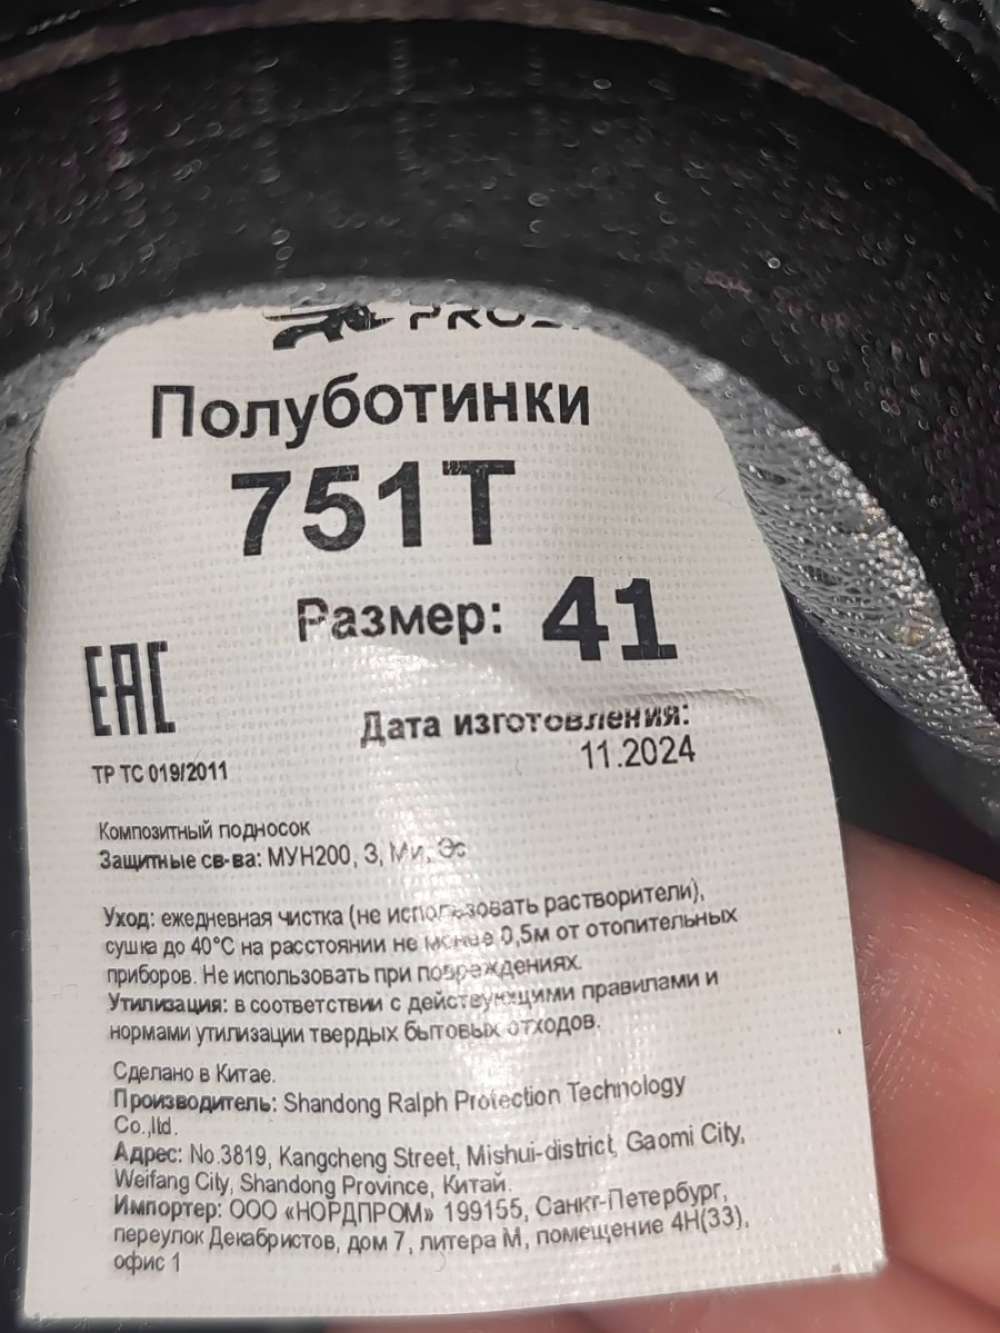 Полуботинки
751Т
Размер: 41
ЕАС
Дата изготовления:
11.2024
ТР ТС 019/2011
Композитный подносок
Защитные св-ва: МУН200, З, Ми, Эс
Уход: ежедневная чистка (не использовать растворители),
сушка до 40°С на расстоянии не менее 0,5м от отопительных
приборов. Не использовать при повреждениях.
Утилизация: в соответствии с действующими правилами и
нормами утилизации твердых бытовых отходов.
Сделано в Китае.
Производитель: Shandong Ralph Protection Technology
Co.,ltd.
Адрес: No.3819, Kangcheng Street, Mishui-district, Gaomi City,
Weifang City, Shandong Province, Китай.
Импортер: ООО «НОРДПРОМ» 199155, Санкт-Петербург,
переулок Декабристов, дом 7, литера М, помещение 4Н(33),
офис 1